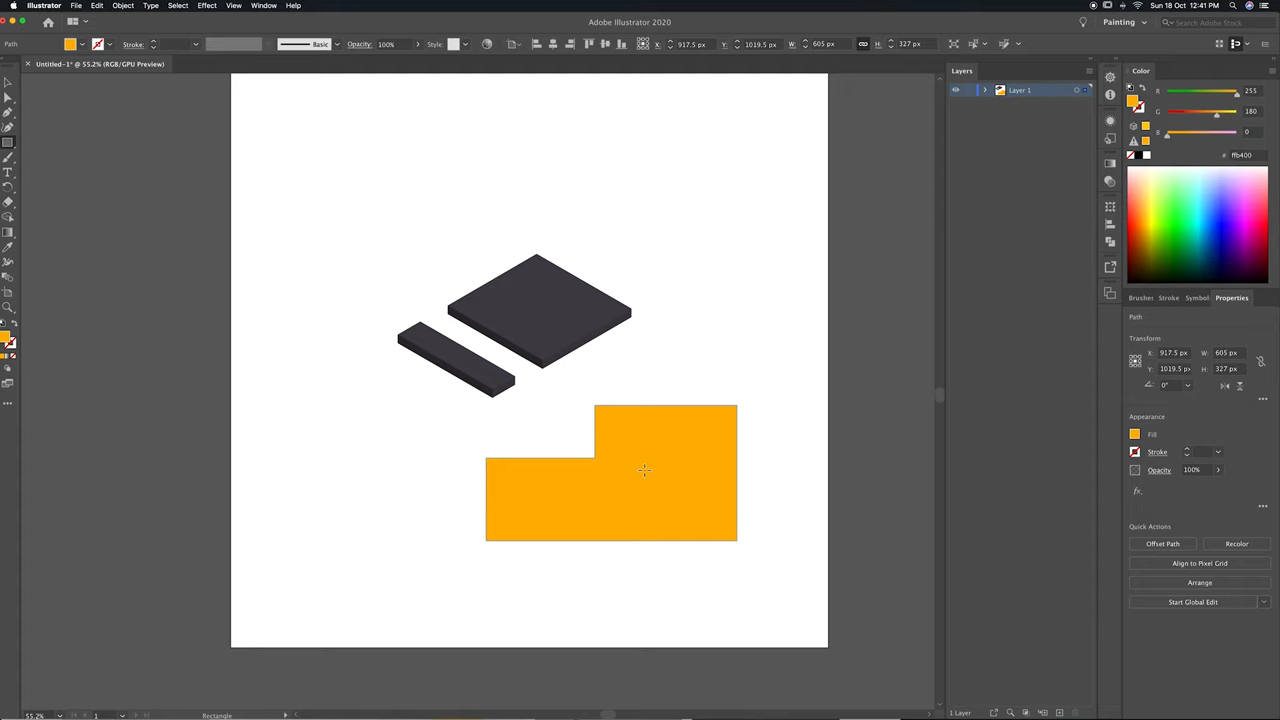 Illustrator File Edit Object Type Select Effect View Window Help
Sun 18 Oct 12:41 PM
Adobe Illustrator 2020
Painting
Search Adobe Stock
Path
Stroke:
Basic
Opacity: 100%
Style:
X: 917.5 px
Y: 1019.5 px
W: 605 px
H: 327 px
Untitled-1* @ 55.2% (RGB/GPU Preview)
Layers
Layer 1
Color
R 255
G 180
B 0
# ffb400
Brushes Stroke Symbol Properties
Path
Transform
X: 917.5 px W: 605 px
Y: 1019.5 px H: 327 px
0°
Appearance
Fill
Stroke
Opacity 100%
fx.
Quick Actions
Offset Path Recolor
Align to Pixel Grid
Arrange
Start Global Edit
55.2% 1 Rectangle
1 Layer